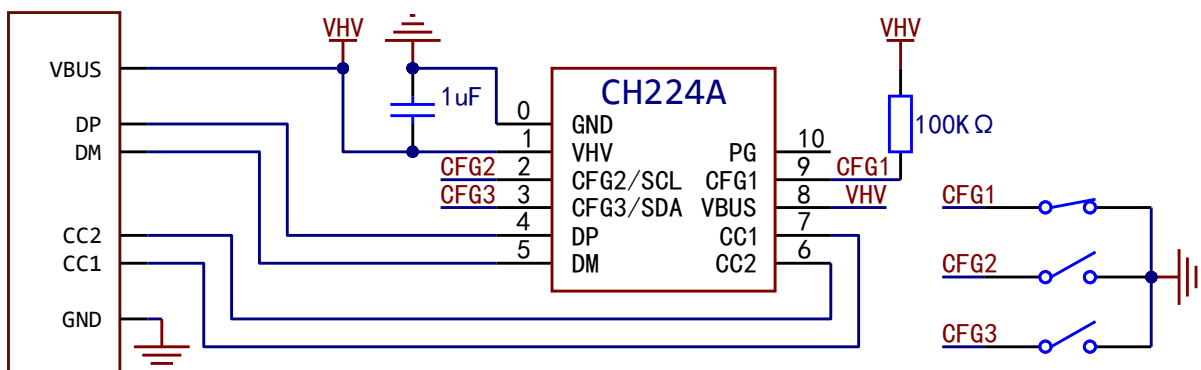 VBUS
DP
DM
CC2
CC1
GND
VHV
1uF
CFG2
CFG3
CH224A
0
1
2
3
4
5
GND
VHV
CFG2/SCL
CFG3/SDA
DP
DM
PG
CFG1
VBUS
CC1
CC2
10
9
8
7
6
CFG1
VHV
VHV
100KΩ
CFG1
CFG2
CFG3